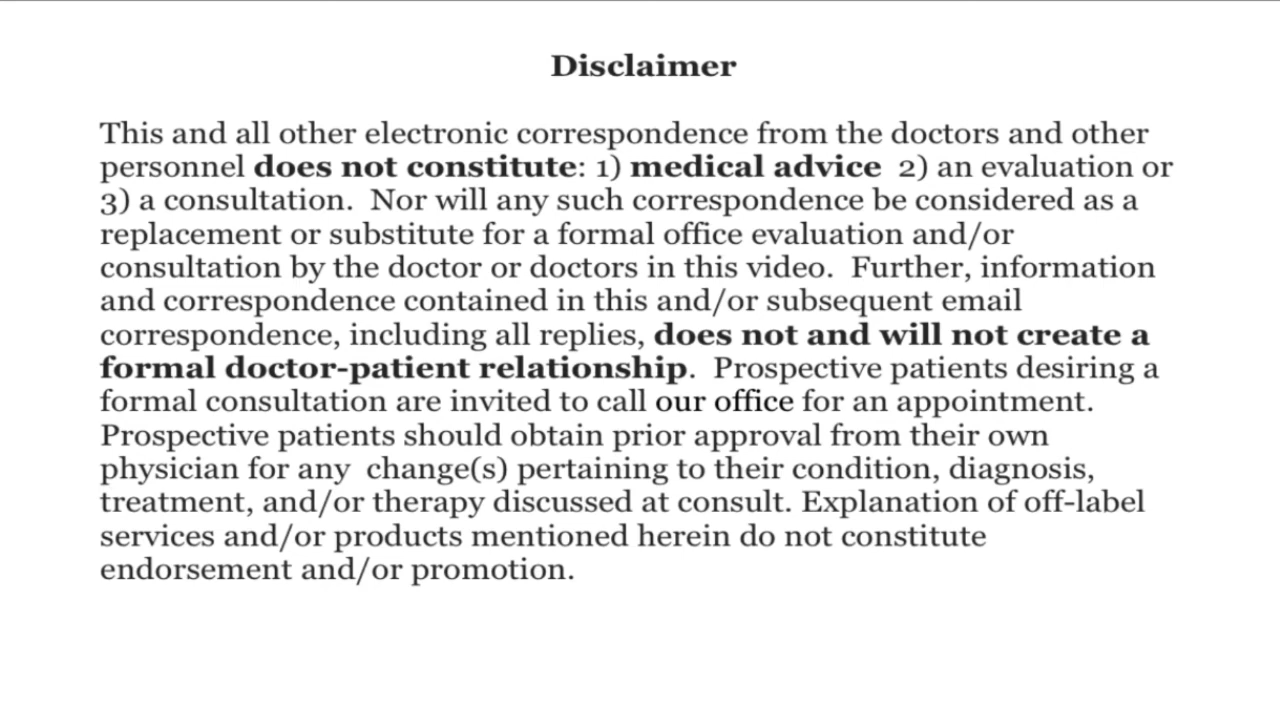 Disclaimer
This and all other electronic correspondence from the doctors and other
personnel does not constitute: 1) medical advice  2) an evaluation or
3) a consultation.  Nor will any such correspondence be considered as a
replacement or substitute for a formal office evaluation and/or
consultation by the doctor or doctors in this video.  Further, information
and correspondence contained in this and/or subsequent email
correspondence, including all replies, does not and will not create a
formal doctor-patient relationship.  Prospective patients desiring a
formal consultation are invited to call our office for an appointment.
Prospective patients should obtain prior approval from their own
physician for any  change(s) pertaining to their condition, diagnosis,
treatment, and/or therapy discussed at consult. Explanation of off-label
services and/or products mentioned herein do not constitute
endorsement and/or promotion.